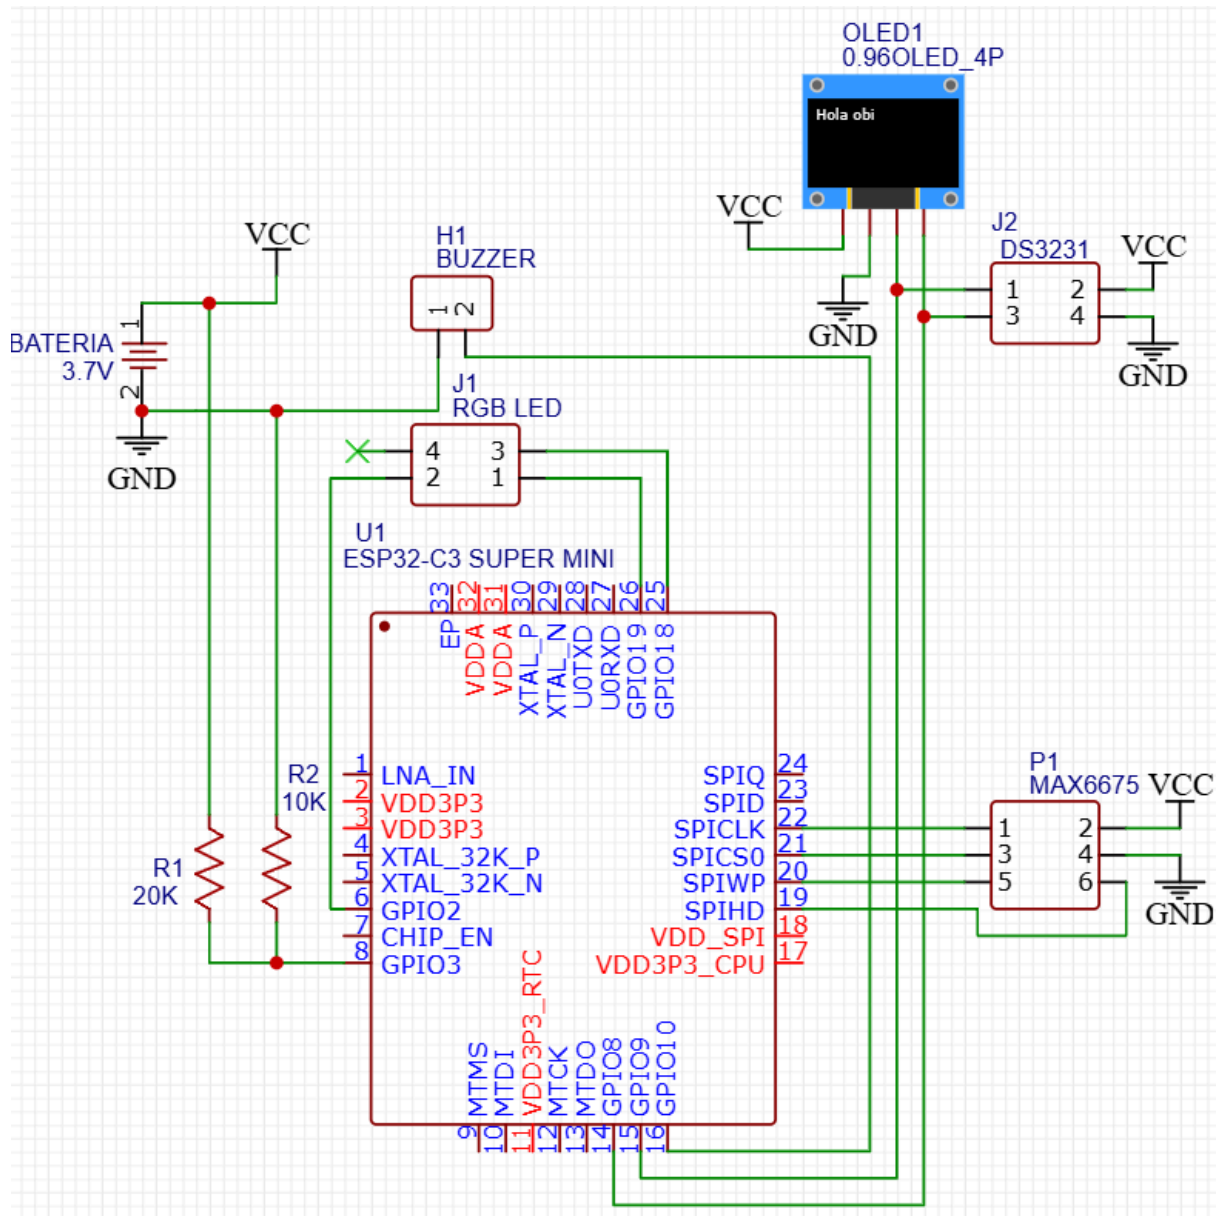 OLED1
0.96OLED_4P
Hola obi
VCC
GND
J2
DS3231
1
2
3
4
VCC
GND
VCC
H1
BUZZER
1
2
1
BATERIA
3.7V
2
GND
J1
RGB LED
4
3
2
1
U1
ESP32-C3 SUPER MINI
33
32
31
30
29
28
27
26
25
EP
VDDA
VDDA
XTAL_P
XTAL_N
U0TXD
U0RXD
GPIO19
GPIO18
1
LNA_IN
2
VDD3P3
3
VDD3P3
4
XTAL_32K_P
5
XTAL_32K_N
6
GPIO2
7
CHIP_EN
8
GPIO3
SPIQ
24
SPID
23
SPICLK
22
SPICS0
21
SPIWP
20
SPIHD
19
VDD_SPI
18
VDD3P3_CPU
17
R2
10K
R1
20K
P1
MAX6675
VCC
1
2
3
4
5
6
GND
MTMS
MTDI
VDD3P3_RTC
MTCK
MTDO
GPIO8
GPIO9
GPIO10
9
10
11
12
13
14
15
16